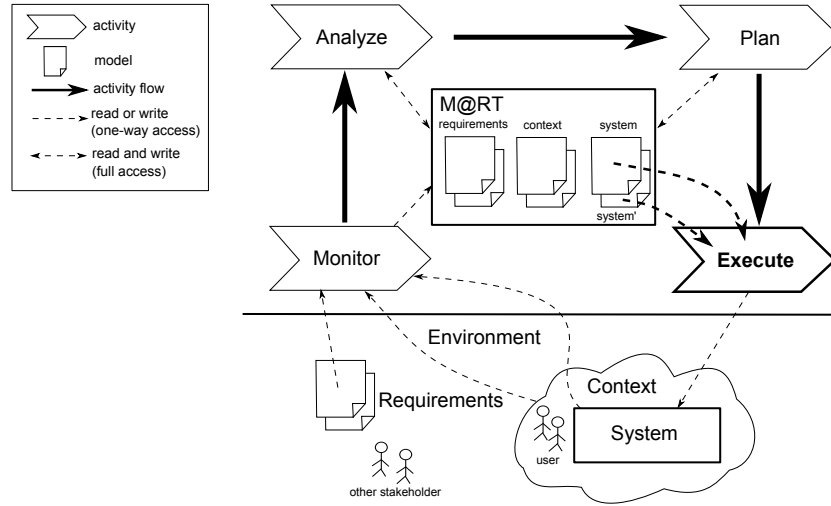 activity
model
activity flow
read or write
(one-way access)
read and write
(full access)
Analyze
Plan
M@RT
requirements
context
system
system'
Monitor
Execute
Environment
Requirements
Context
System
user
other stakeholder